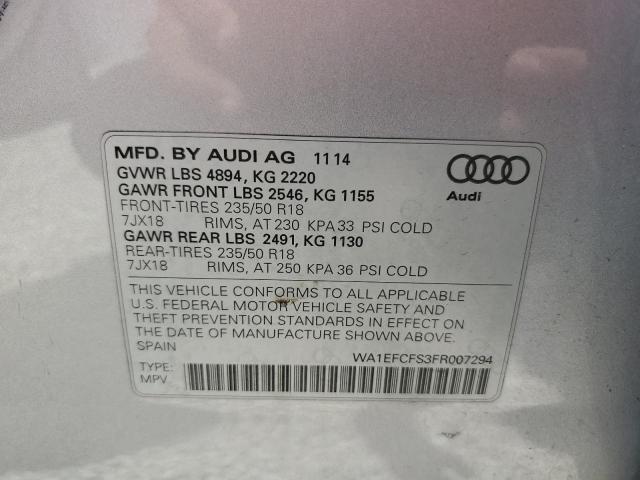 MFD. BY AUDI AG 11 14
GVWR LBS 4894, KG 2220
GAWR FRONT LBS 2546, KG 1155
FRONT-TIRES 235/50 R18
7JX18 RIMS, AT 230 KPA 33 PSI COLD
GAWR REAR LBS 2491, KG 1130
REAR-TIRES 235/50 R18
7JX18 RIMS, AT 250 KPA 36 PSI COLD
Audi
THIS VEHICLE CONFORMS TO ALL APPLICABLE
U.S. FEDERAL MOTOR VEHICLE SAFETY AND
THEFT PREVENTION STANDARDS IN EFFECT ON
THE DATE OF MANUFACTURE SHOWN ABOVE.
SPAIN
WA1EFCFS3FR007294
TYPE:
MPV